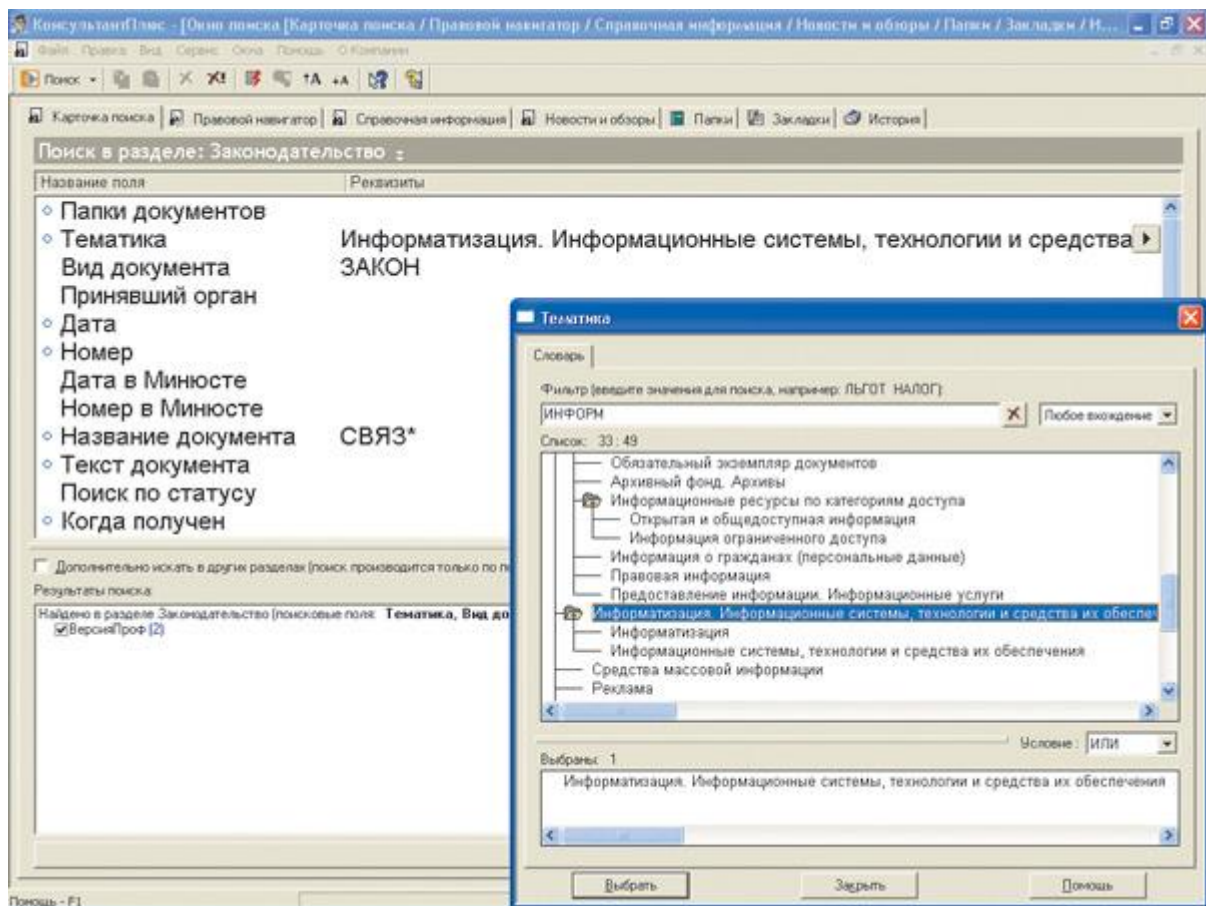 КонсультантПлюс - [Окно поиска [Карточка поиска / Правовой навигатор / Справочная информация / Новости и обзоры / Папки / Закладки / И...
Файл Правка Вид Сервис Окна Помощь О Компании
Поиск
Карточка поиска Правовой навигатор Справочная информация Новости и обзоры Папки Закладки История
Поиск в разделе: Законодательство
Название поля Реквизиты
Папки документов
Тематика Информатизация. Информационные системы, технологии и средства
Вид документа ЗАКОН
Принявший орган
Дата
Номер
Дата в Минюсте
Номер в Минюсте
Название документа СВЯЗ*
Текст документа
Поиск по статусу
Когда получен
Дополнительно искать в других разделах (поиск производится только по п
Результаты поиска:
Найдено в разделе Законодательство (поисковые поля: Тематика, Вид до
ВерсияПроф (2)
Помощь - F1
Тематика
Словарь
Фильтр (введите значения для поиска, например: ЛЬГОТ НАЛОГ):
ИНФОРМ Любое вхождение
Список: 33 : 49
Обязательный экземпляр документов
Архивный фонд. Архивы
Информационные ресурсы по категориям доступа
Открытая и общедоступная информация
Информация ограниченного доступа
Информация о гражданах (персональные данные)
Правовая информация
Предоставление информации. Информационные услуги
Информатизация. Информационные системы, технологии и средства их обеспеч
Информатизация
Информационные системы, технологии и средства их обеспечения
Средства массовой информации
Реклама
Условие: ИЛИ
Выбраны: 1
Информатизация. Информационные системы, технологии и средства их обеспечения
Выбрать Закрыть Помощь